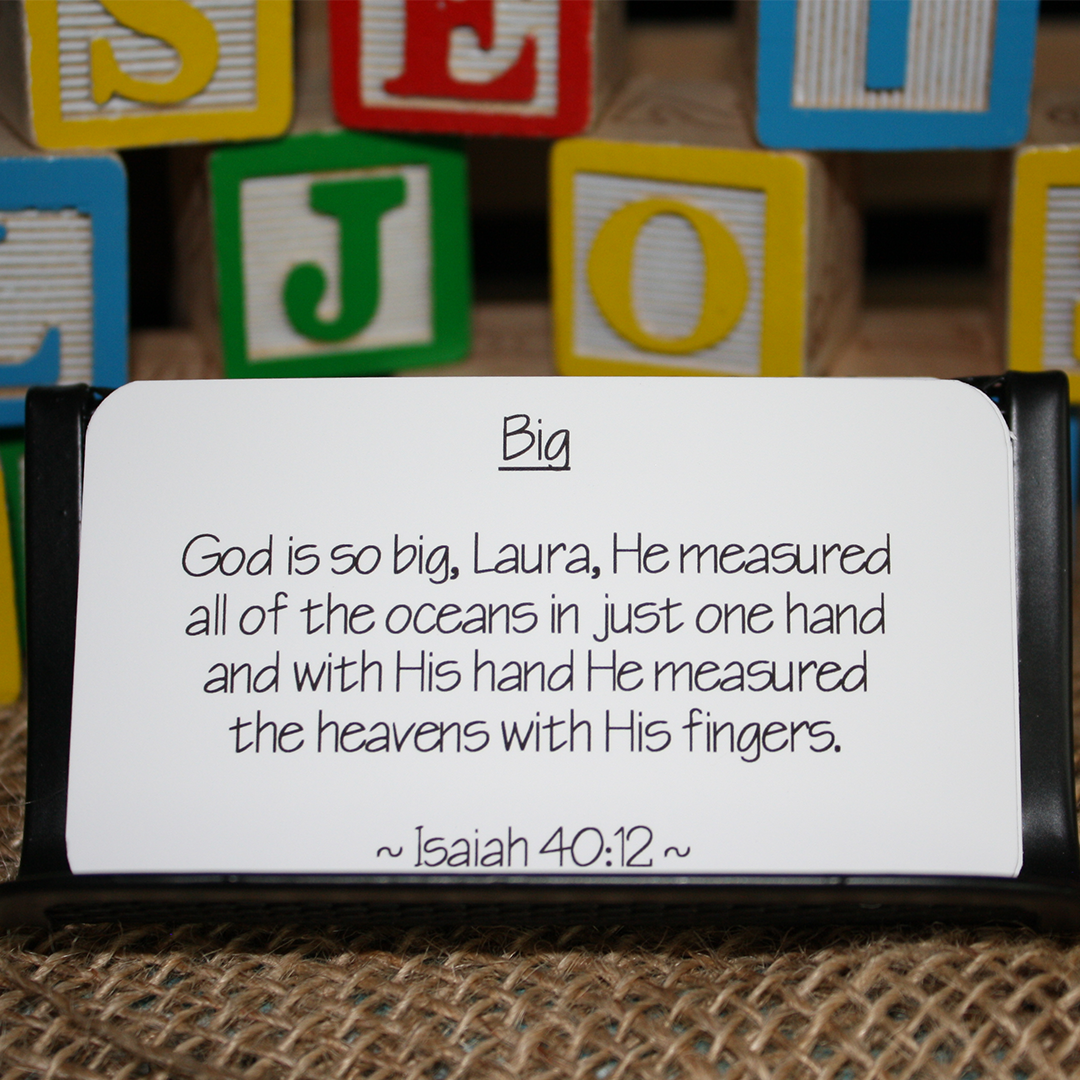 S E I
J O
Big
God is so big, Laura, He measured
all of the oceans in just one hand
and with His hand He measured
the heavens with His fingers.
~ Isaiah 40:12 ~